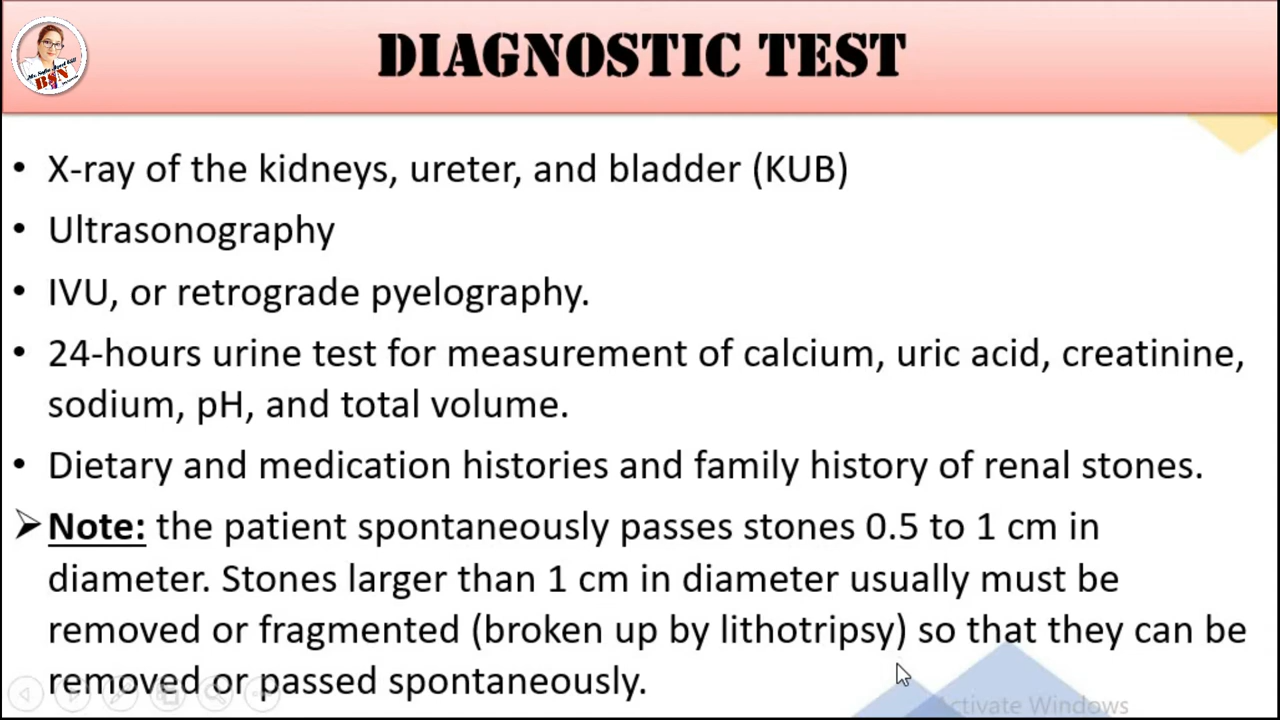 DIAGNOSTIC TEST
• X-ray of the kidneys, ureter, and bladder (KUB)
• Ultrasonography
• IVU, or retrograde pyelography.
• 24-hours urine test for measurement of calcium, uric acid, creatinine,
sodium, pH, and total volume.
• Dietary and medication histories and family history of renal stones.
➢ Note: the patient spontaneously passes stones 0.5 to 1 cm in
diameter. Stones larger than 1 cm in diameter usually must be
removed or fragmented (broken up by lithotripsy) so that they can be
removed or passed spontaneously.
Activate Windows